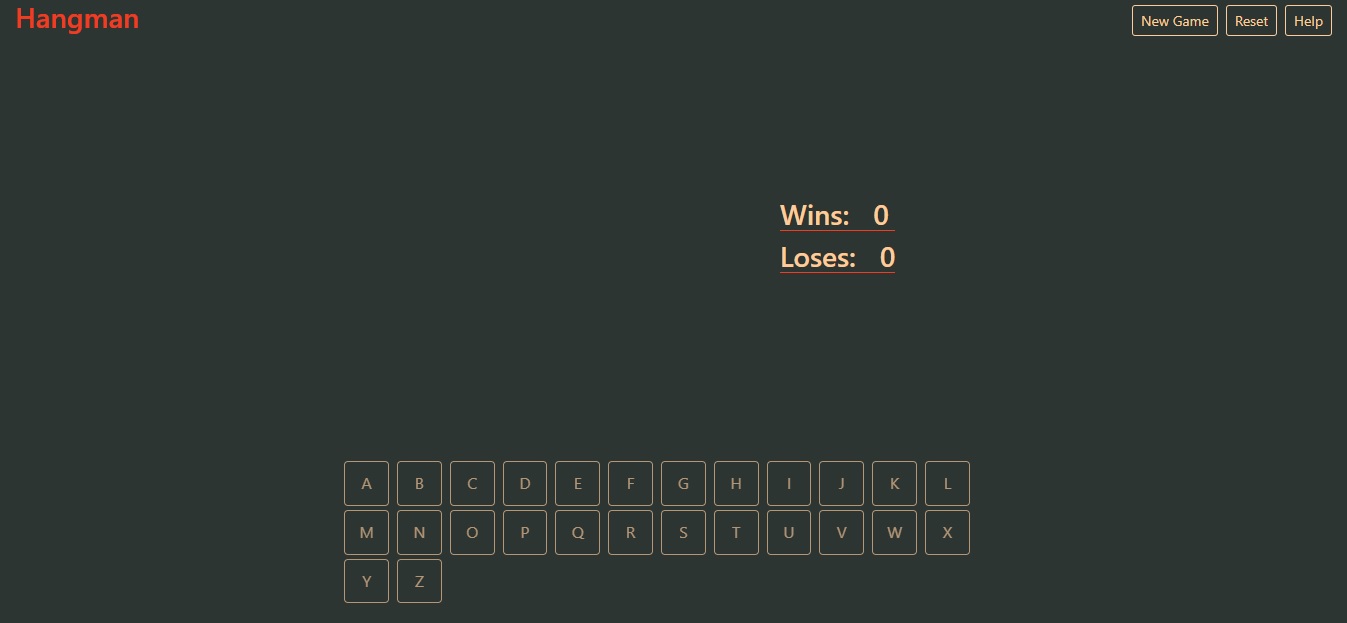 Hangman New Game Reset Help
Wins: 0
Loses: 0
A B C D E F G H I J K L
M N O P Q R S T U V W X
Y Z